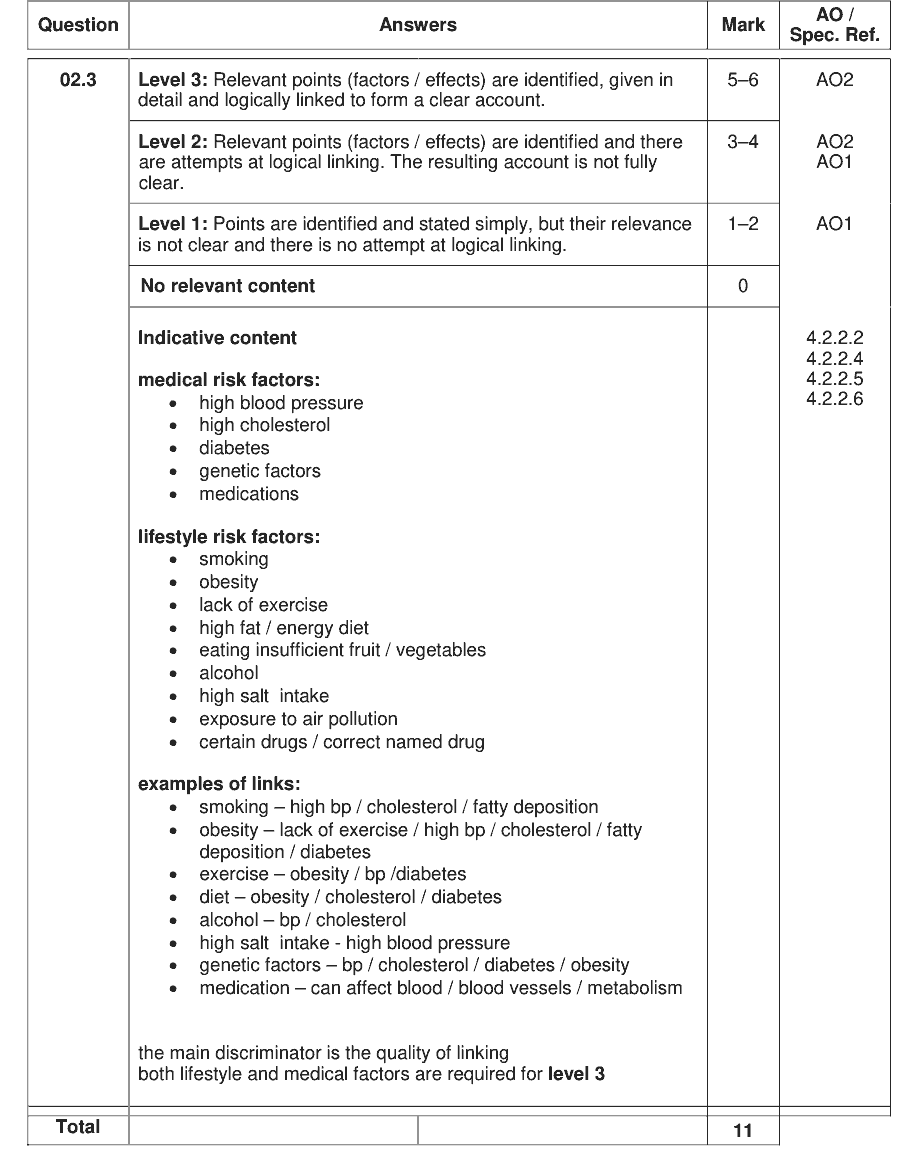 Question Answers Mark AO /
Spec. Ref.
02.3 Level 3: Relevant points (factors / effects) are identified, given in 5–6 AO2
detail and logically linked to form a clear account.
Level 2: Relevant points (factors / effects) are identified and there 3–4 AO2
are attempts at logical linking. The resulting account is not fully AO1
clear.
Level 1: Points are identified and stated simply, but their relevance 1–2 AO1
is not clear and there is no attempt at logical linking.
No relevant content 0
Indicative content 4.2.2.2
4.2.2.4
medical risk factors: 4.2.2.5
• high blood pressure 4.2.2.6
• high cholesterol
• diabetes
• genetic factors
• medications
lifestyle risk factors:
• smoking
• obesity
• lack of exercise
• high fat / energy diet
• eating insufficient fruit / vegetables
• alcohol
• high salt intake
• exposure to air pollution
• certain drugs / correct named drug
examples of links:
• smoking – high bp / cholesterol / fatty deposition
• obesity – lack of exercise / high bp / cholesterol / fatty
deposition / diabetes
• exercise – obesity / bp /diabetes
• diet – obesity / cholesterol / diabetes
• alcohol – bp / cholesterol
• high salt intake - high blood pressure
• genetic factors – bp / cholesterol / diabetes / obesity
• medication – can affect blood / blood vessels / metabolism
the main discriminator is the quality of linking
both lifestyle and medical factors are required for level 3
Total 11